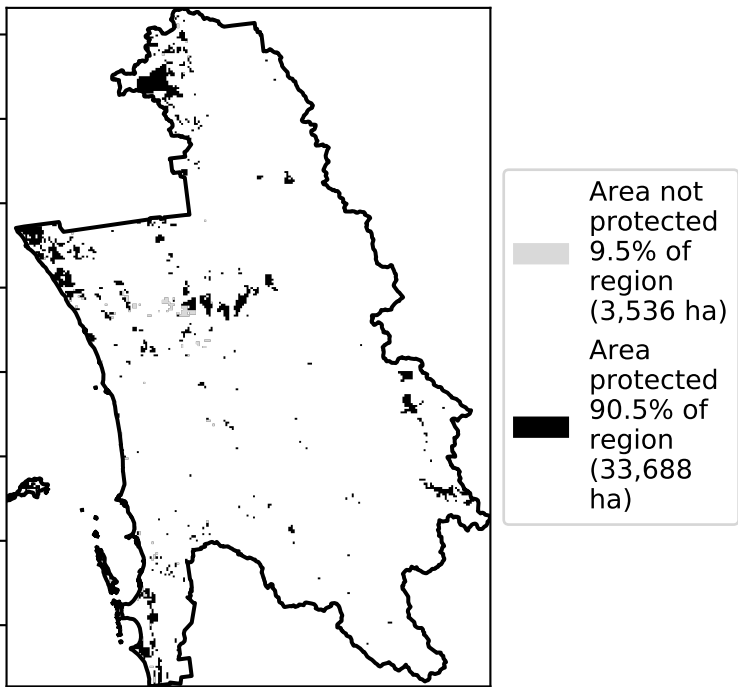 Area not
protected
9.5% of
region
(3,536 ha)
Area
protected
90.5% of
region
(33,688
ha)